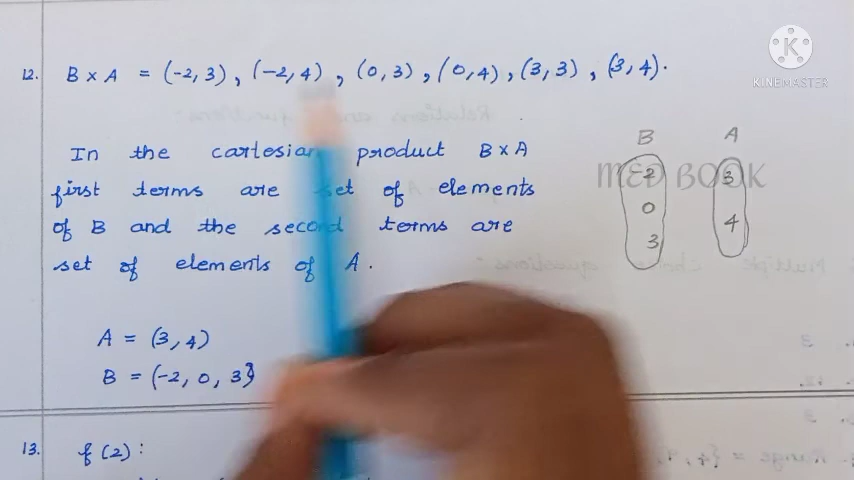 KINEMASTER
12. B × A = (-2, 3), (-2, 4), (0, 3), (0, 4), (3, 3), (3, 4).
In the cartesian product B × A
first terms are set of elements
of B and the second terms are
set of elements of A.
B A
-2 3
0 4
3
MED BOOK
A = (3, 4)
B = (-2, 0, 3}
13. f(2):